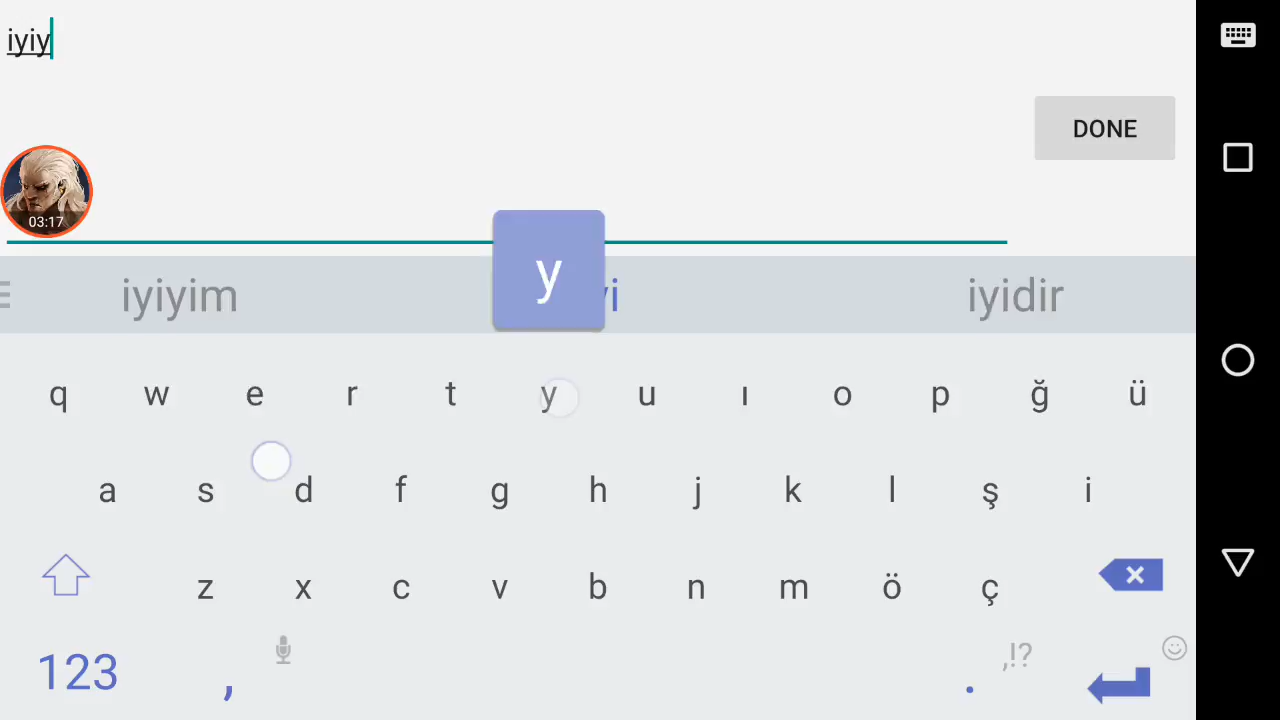 iyiy
DONE
03:17
y
iyiyim iyidir
q w e r t y u ı o p ğ ü
a s d f g h j k l ş i
z x c v b n m ö ç
123 , ,!? .